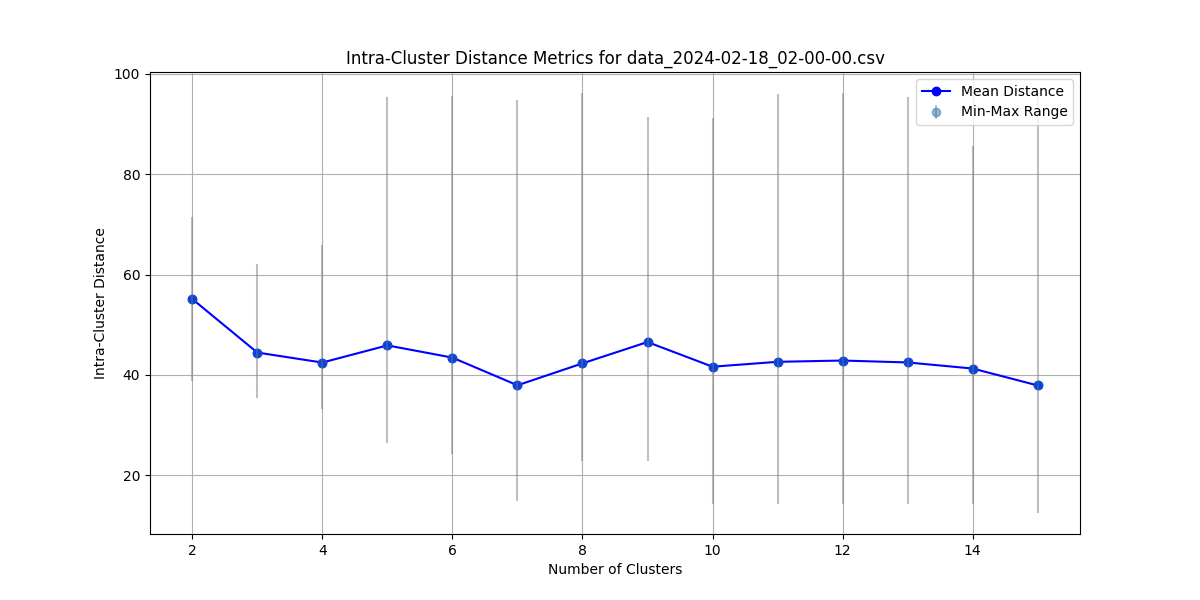 Intra-Cluster Distance Metrics for data_2024-02-18_02-00-00.csv
100
80
60
40
20
Intra-Cluster Distance
Mean Distance
Min-Max Range
2
4
6
8
10
12
14
Number of Clusters